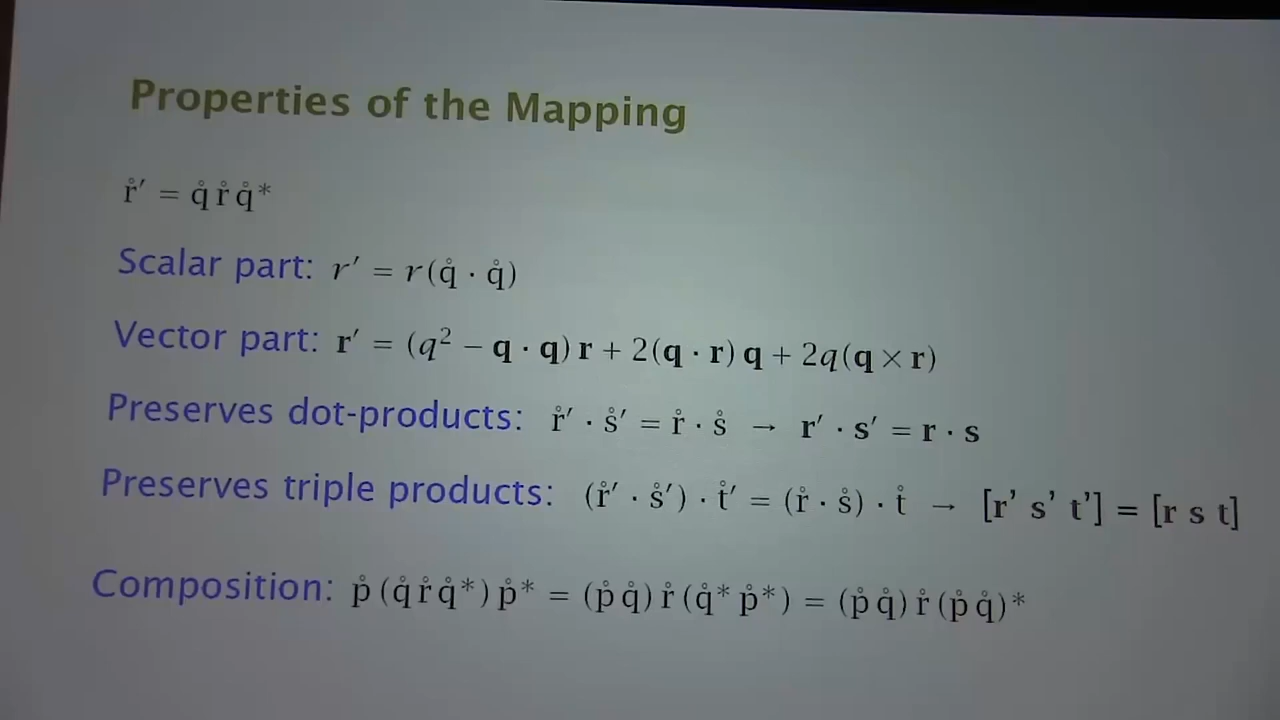 Properties of the Mapping
r̊′ = q̊ r̊ q̊*
Scalar part: r′ = r(q̊ · q̊)
Vector part: r′ = (q² − q · q) r + 2(q · r) q + 2q(q × r)
Preserves dot-products: r̊′ · s̊′ = r̊ · s̊ → r′ · s′ = r · s
Preserves triple products: (r̊′ · s̊′) · t̊′ = (r̊ · s̊) · t̊ → [r’ s’ t’] = [r s t]
Composition: p̊ (q̊ r̊ q̊*) p̊* = (p̊ q̊) r̊ (q̊* p̊*) = (p̊ q̊) r̊ (p̊ q̊)*